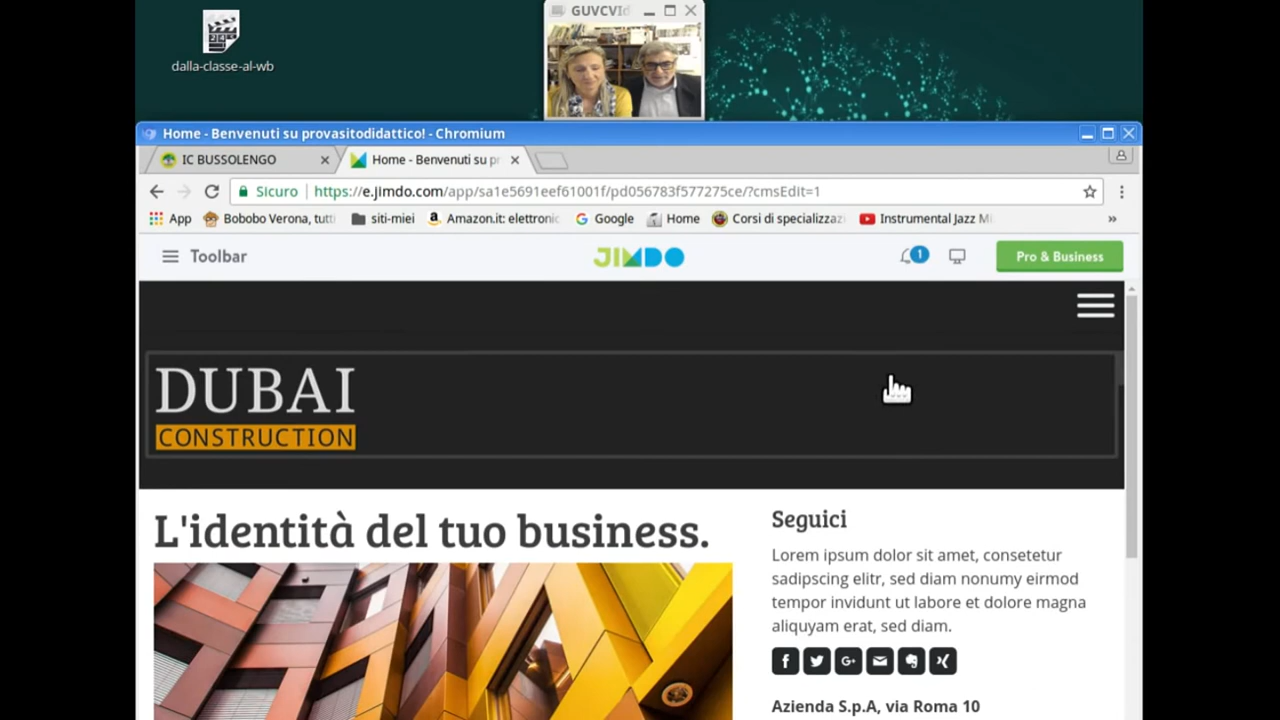 dalla-classe-al-wb
GUVCVId
Home - Benvenuti su provasitodidattico! - Chromium
IC BUSSOLENGO
Home - Benvenuti su pr
Sicuro https://e.jimdo.com/app/sa1e5691eef61001f/pd056783f577275ce/?cmsEdit=1
App Bobobo Verona, tutt siti-miei Amazon.it: elettronic Google Home Corsi di specializzazi Instrumental Jazz Mi »
Toolbar JIMDO 1 Pro & Business
DUBAI
CONSTRUCTION
L'identità del tuo business.
Seguici
Lorem ipsum dolor sit amet, consetetur
sadipscing elitr, sed diam nonumy eirmod
tempor invidunt ut labore et dolore magna
aliquyam erat, sed diam.
Azienda S.p.A, via Roma 10